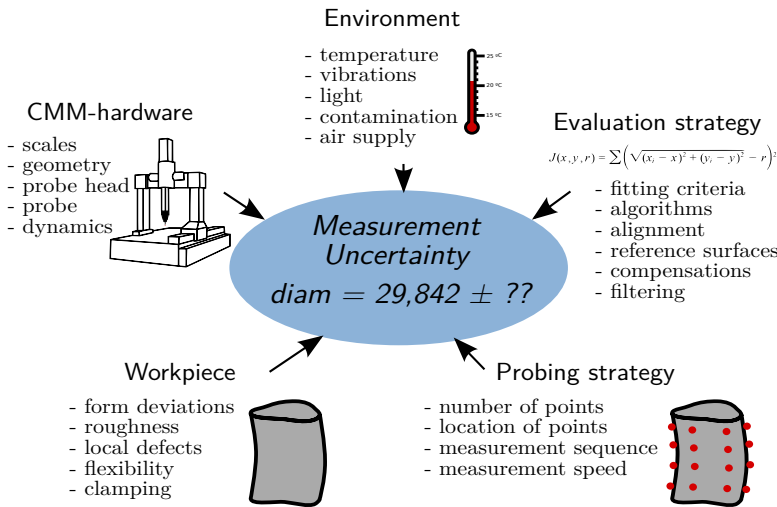 Environment
- temperature
- vibrations
- light
- contamination
- air supply
25 °C
20 °C
15 °C
CMM-hardware
- scales
- geometry
- probe head
- probe
- dynamics
Evaluation strategy
J(x, y, r) = ∑(√((xᵢ − x)² + (yᵢ − y)²) − r)²
- fitting criteria
- algorithms
- alignment
- reference surfaces
- compensations
- filtering
Measurement
Uncertainty
diam = 29,842 ± ??
Workpiece
- form deviations
- roughness
- local defects
- flexibility
- clamping
Probing strategy
- number of points
- location of points
- measurement sequence
- measurement speed